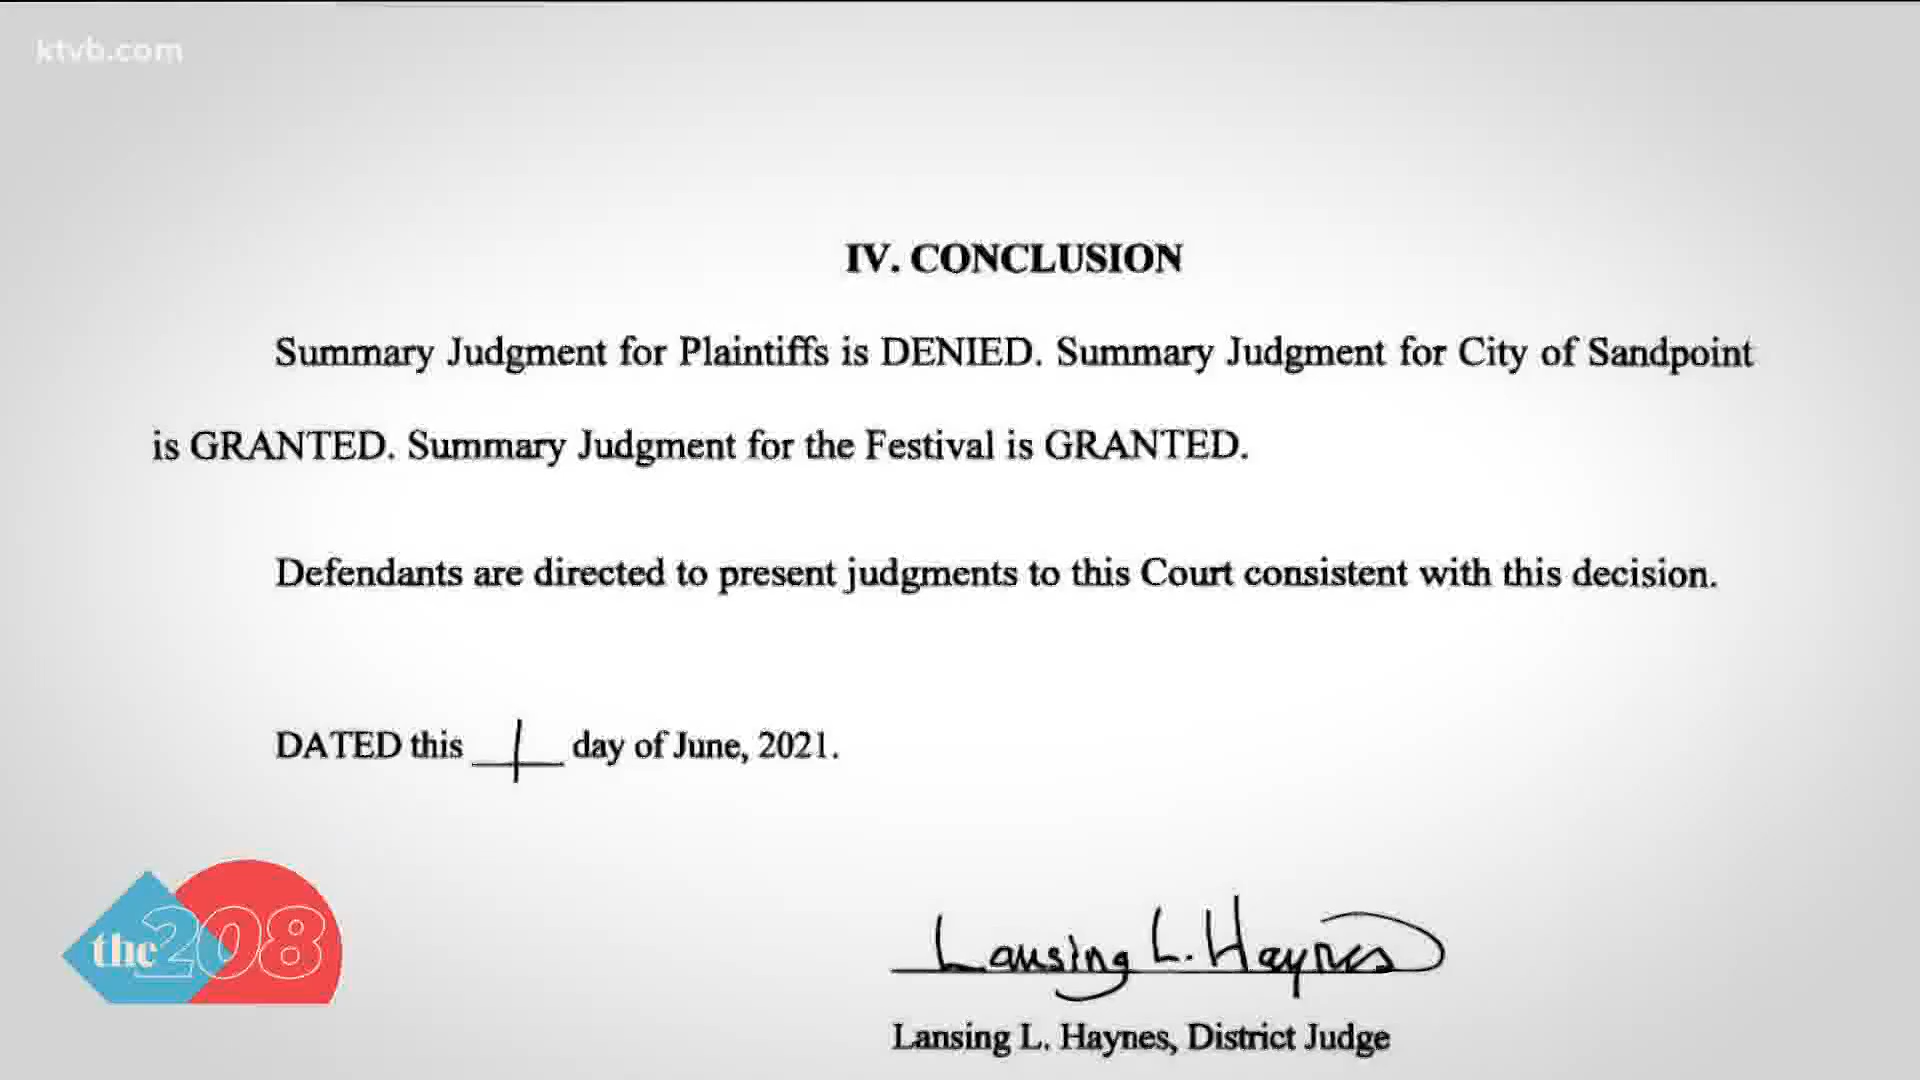 ktvb.com
IV. CONCLUSION
Summary Judgment for Plaintiffs is DENIED. Summary Judgment for City of Sandpoint
is GRANTED. Summary Judgment for the Festival is GRANTED.
Defendants are directed to present judgments to this Court consistent with this decision.
DATED this 1 day of June, 2021.
the 208
Lansing L. Haynes
Lansing L. Haynes, District Judge